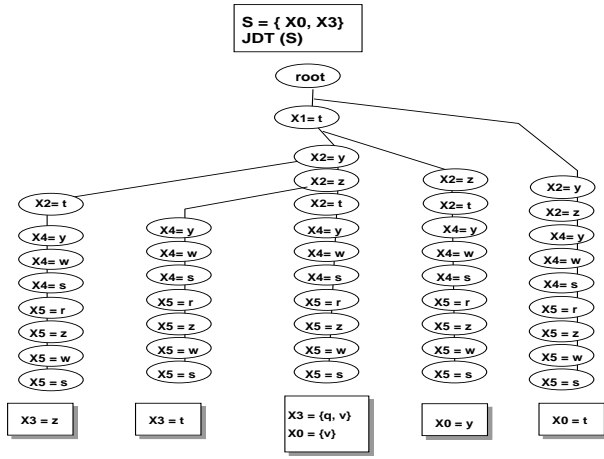 S = { X0, X3}
JDT (S)
root
X1= t
X2= y
X2= z
X2= t
X4= y
X4= w
X4= s
X5 = r
X5 = z
X5 = w
X5 = s
X3 = z
X2= t
X4= y
X4= w
X4= s
X5 = r
X5 = z
X5 = w
X5 = s
X3 = t
X4= y
X4= w
X4= s
X5 = r
X5 = z
X5 = w
X5 = s
X3 = {q, v}
X0 = {v}
X2= z
X2= t
X4= y
X4= w
X4= s
X5 = r
X5 = z
X5 = w
X5 = s
X0 = y
X2= y
X2= z
X4= y
X4= w
X4= s
X5 = r
X5 = z
X5 = w
X5 = s
X0 = t